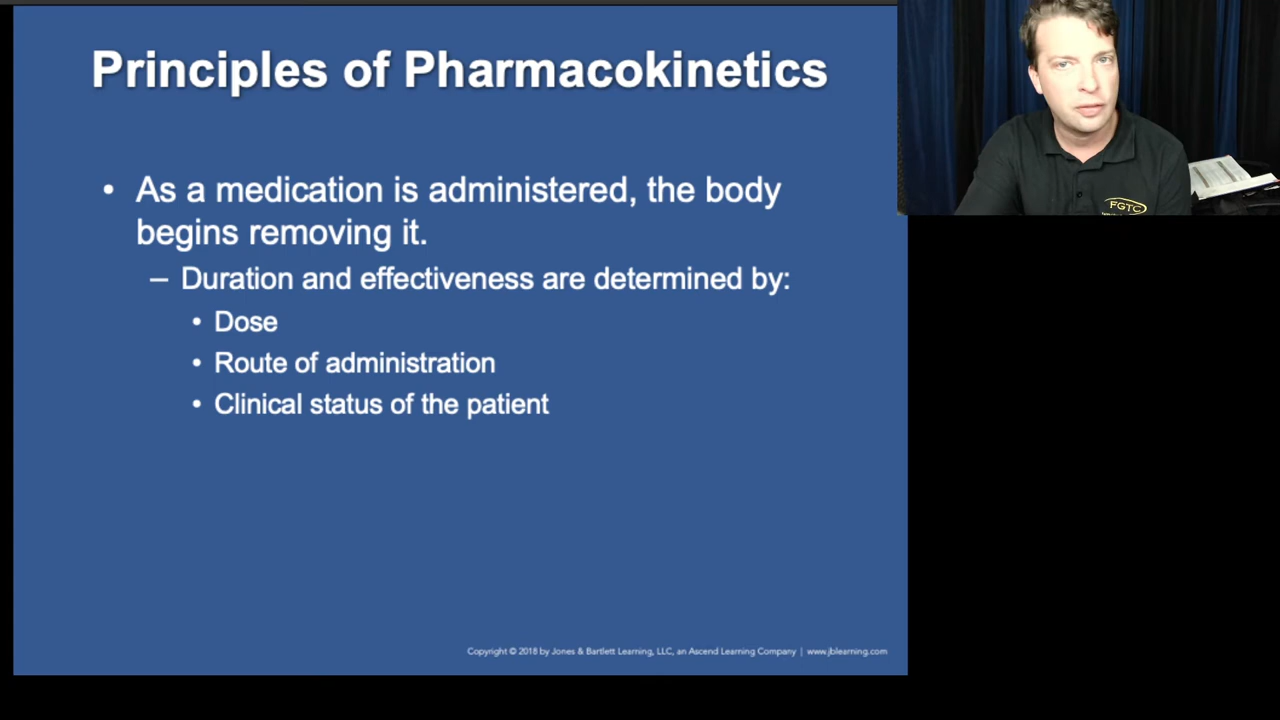 Principles of Pharmacokinetics
• As a medication is administered, the body
begins removing it.
– Duration and effectiveness are determined by:
• Dose
• Route of administration
• Clinical status of the patient
Copyright © 2018 by Jones & Bartlett Learning, LLC, an Ascend Learning Company | www.jblearning.com
FGTC